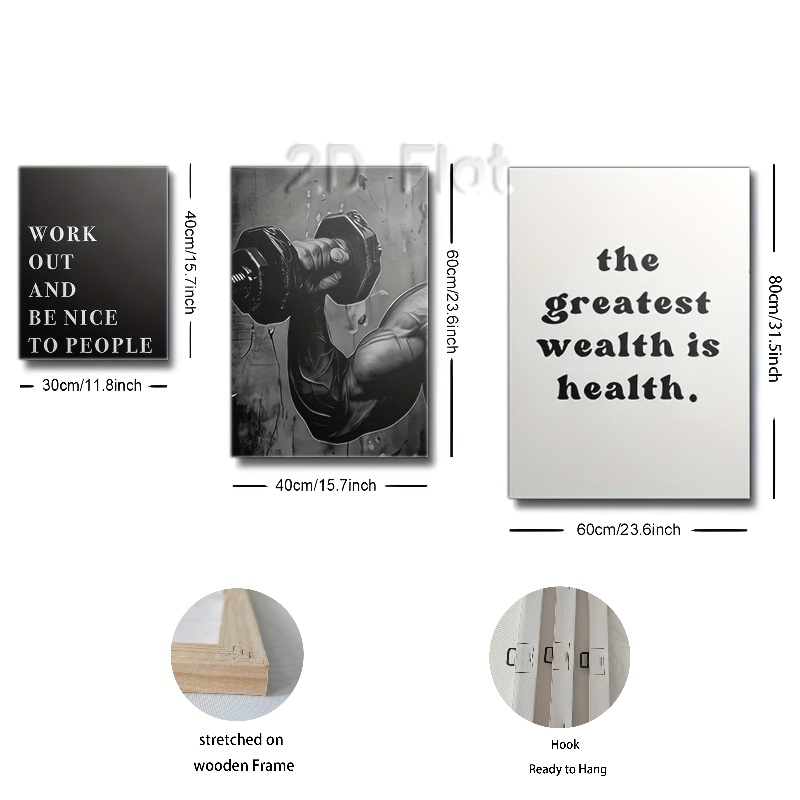 2D Flat
WORK
OUT
AND
BE NICE
TO PEOPLE
40cm/15.7inch
30cm/11.8inch
60cm/23.6inch
40cm/15.7inch
the
greatest
wealth is
health.
80cm/31.5inch
60cm/23.6inch
stretched on
wooden Frame
Hook
Ready to Hang